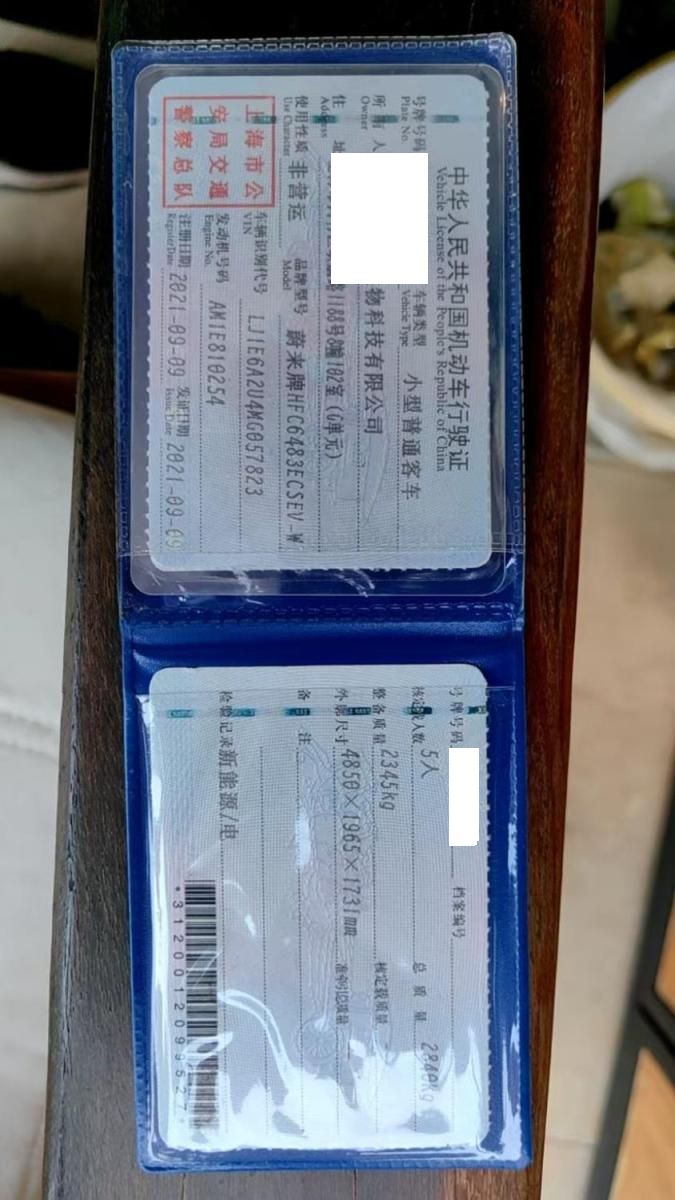 中华人民共和国机动车行驶证
Vehicle License of the People's Republic of China
号牌号码 车辆类型 小型普通客车
Plate No. Vehicle Type
所有人 物科技有限公司
Owner
住 址 188号8幢102室(G单元)
Address
使用性质 非营运 品牌型号 蔚来牌HFC6483ECSEV-W
Use Character Model
上海市公
安局交通
警察总队
车辆识别代号 LJ1E6A2U4MG057823
VIN
发动机号码 AM1E810254
Engine No.
注册日期 2021-09-09 发证日期 2021-09-09
Register Date Issue Date
号牌号码 档案编号
核定载人数 5人 总质量 2840kg
整备质量 2345kg 核定载质量
外廓尺寸 4850×1965×1731mm 准牵引总质量
备 注
检验记录 新能源/电
*3120012099527*